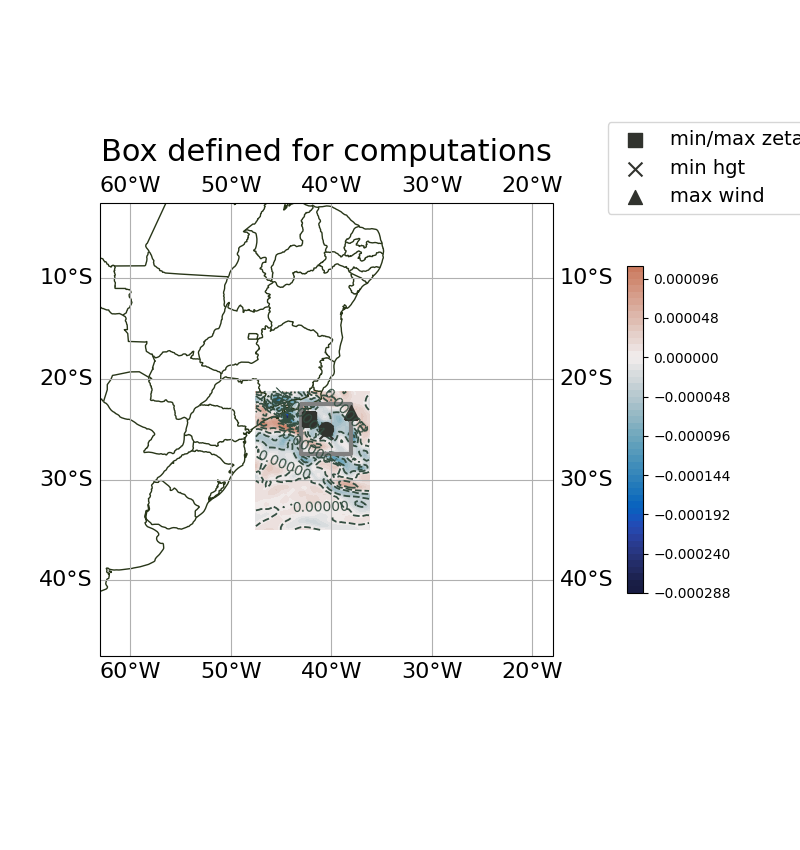 Box defined for computations
60°W 50°W 40°W 30°W 20°W
min/max zeta
min hgt
max wind
10°S 10°S
20°S 20°S
30°S 30°S
40°S 40°S
60°W 50°W 40°W 30°W 20°W
0.00000
0.00000
0.000096
0.000048
0.000000
−0.000048
−0.000096
−0.000144
−0.000192
−0.000240
−0.000288